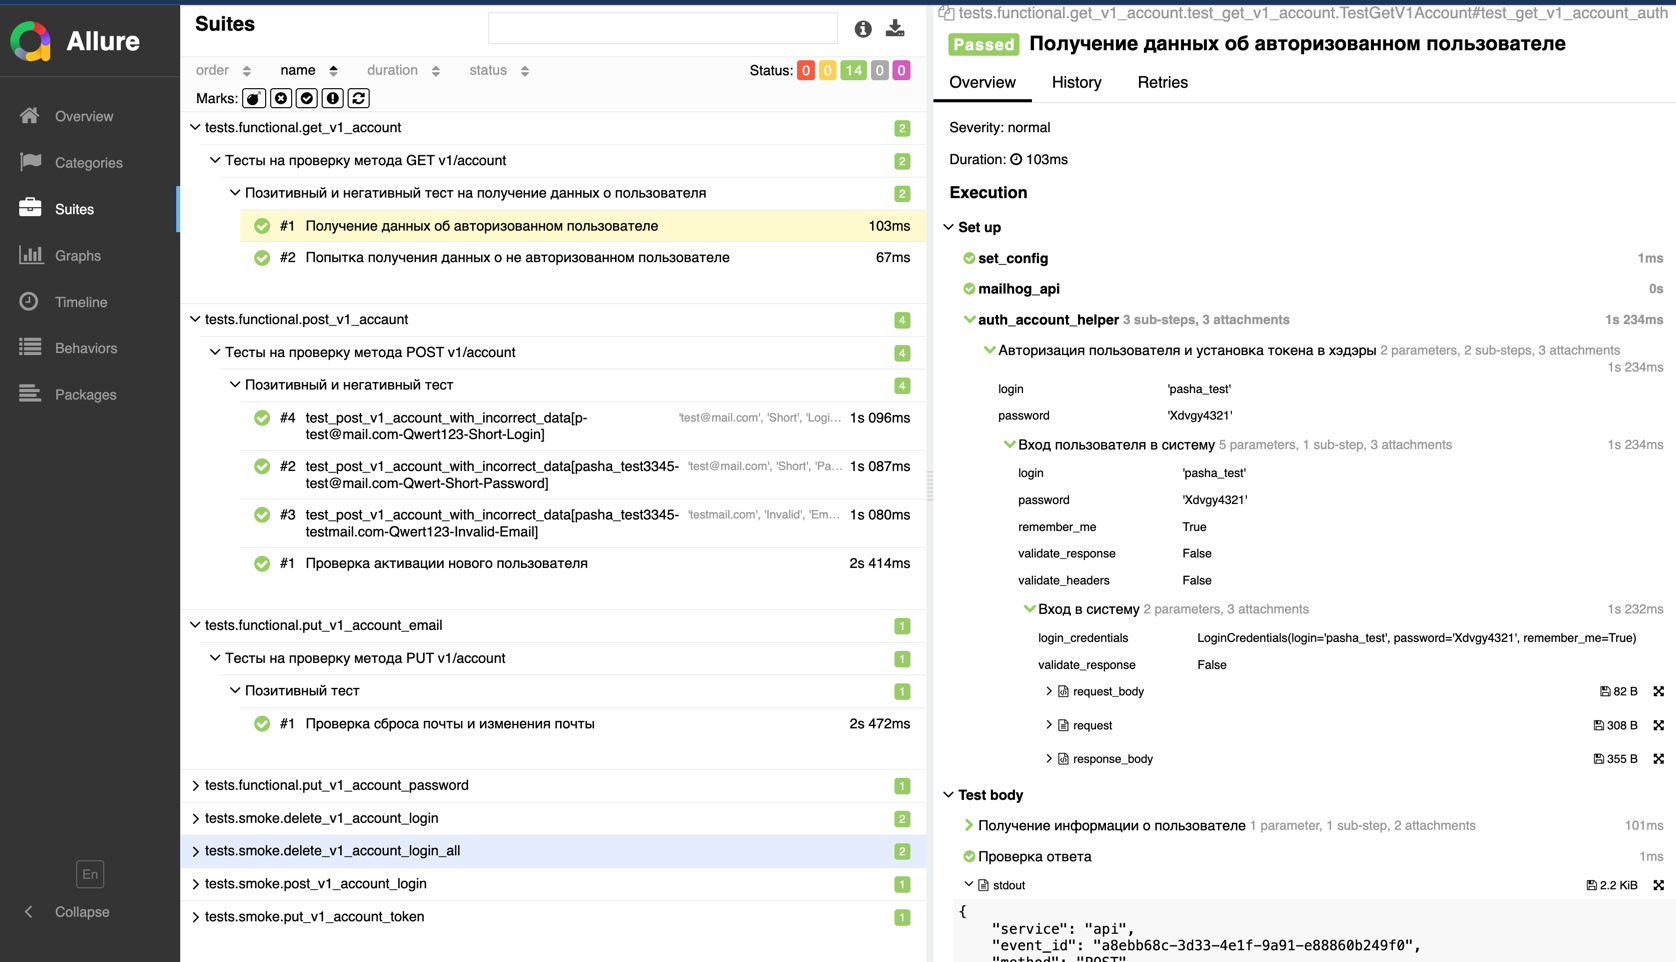 Allure
Overview
Categories
Suites
Graphs
Timeline
Behaviors
Packages
En
Collapse
Suites
order name duration status
Status: 0 0 14 0 0
Marks:
tests.functional.get_v1_account 2
Тесты на проверку метода GET v1/account 2
Позитивный и негативный тест на получение данных о пользователя 2
#1 Получение данных об авторизованном пользователе 103ms
#2 Попытка получения данных о не авторизованном пользователе 67ms
tests.functional.post_v1_accaunt 4
Тесты на проверку метода POST v1/account 4
Позитивный и негативный тест 4
#4 test_post_v1_account_with_incorrect_data[p- 'test@mail.com', 'Short', 'Logi... 1s 096ms
test@mail.com-Qwert123-Short-Login]
#2 test_post_v1_account_with_incorrect_data[pasha_test3345- 'test@mail.com', 'Short', 'Pa... 1s 087ms
test@mail.com-Qwert-Short-Password]
#3 test_post_v1_account_with_incorrect_data[pasha_test3345- 'testmail.com', 'Invalid', 'Em... 1s 080ms
testmail.com-Qwert123-Invalid-Email]
#1 Проверка активации нового пользователя 2s 414ms
tests.functional.put_v1_account_email 1
Тесты на проверку метода PUT v1/account 1
Позитивный тест 1
#1 Проверка сброса почты и изменения почты 2s 472ms
tests.functional.put_v1_account_password 1
tests.smoke.delete_v1_account_login 2
tests.smoke.delete_v1_account_login_all 2
tests.smoke.post_v1_account_login 1
tests.smoke.put_v1_account_token 1
tests.functional.get_v1_account.test_get_v1_account.TestGetV1Account#test_get_v1_account_auth
Passed Получение данных об авторизованном пользователе
Overview History Retries
Severity: normal
Duration: 103ms
Execution
Set up
set_config 1ms
mailhog_api 0s
auth_account_helper 3 sub-steps, 3 attachments 1s 234ms
Авторизация пользователя и установка токена в хэдэры 2 parameters, 2 sub-steps, 3 attachments
1s 234ms
login 'pasha_test'
password 'Xdvgy4321'
Вход пользователя в систему 5 parameters, 1 sub-step, 3 attachments 1s 234ms
login 'pasha_test'
password 'Xdvgy4321'
remember_me True
validate_response False
validate_headers False
Вход в систему 2 parameters, 3 attachments 1s 232ms
login_credentials LoginCredentials(login='pasha_test', password='Xdvgy4321', remember_me=True)
validate_response False
request_body 82 B
request 308 B
response_body 355 B
Test body
Получение информации о пользователе 1 parameter, 1 sub-step, 2 attachments 101ms
Проверка ответа 1ms
stdout 2.2 KiB
{
"service": "api",
"event_id": "a8ebb68c-3d33-4e1f-9a91-e88860b249f0",
"method": "POST"